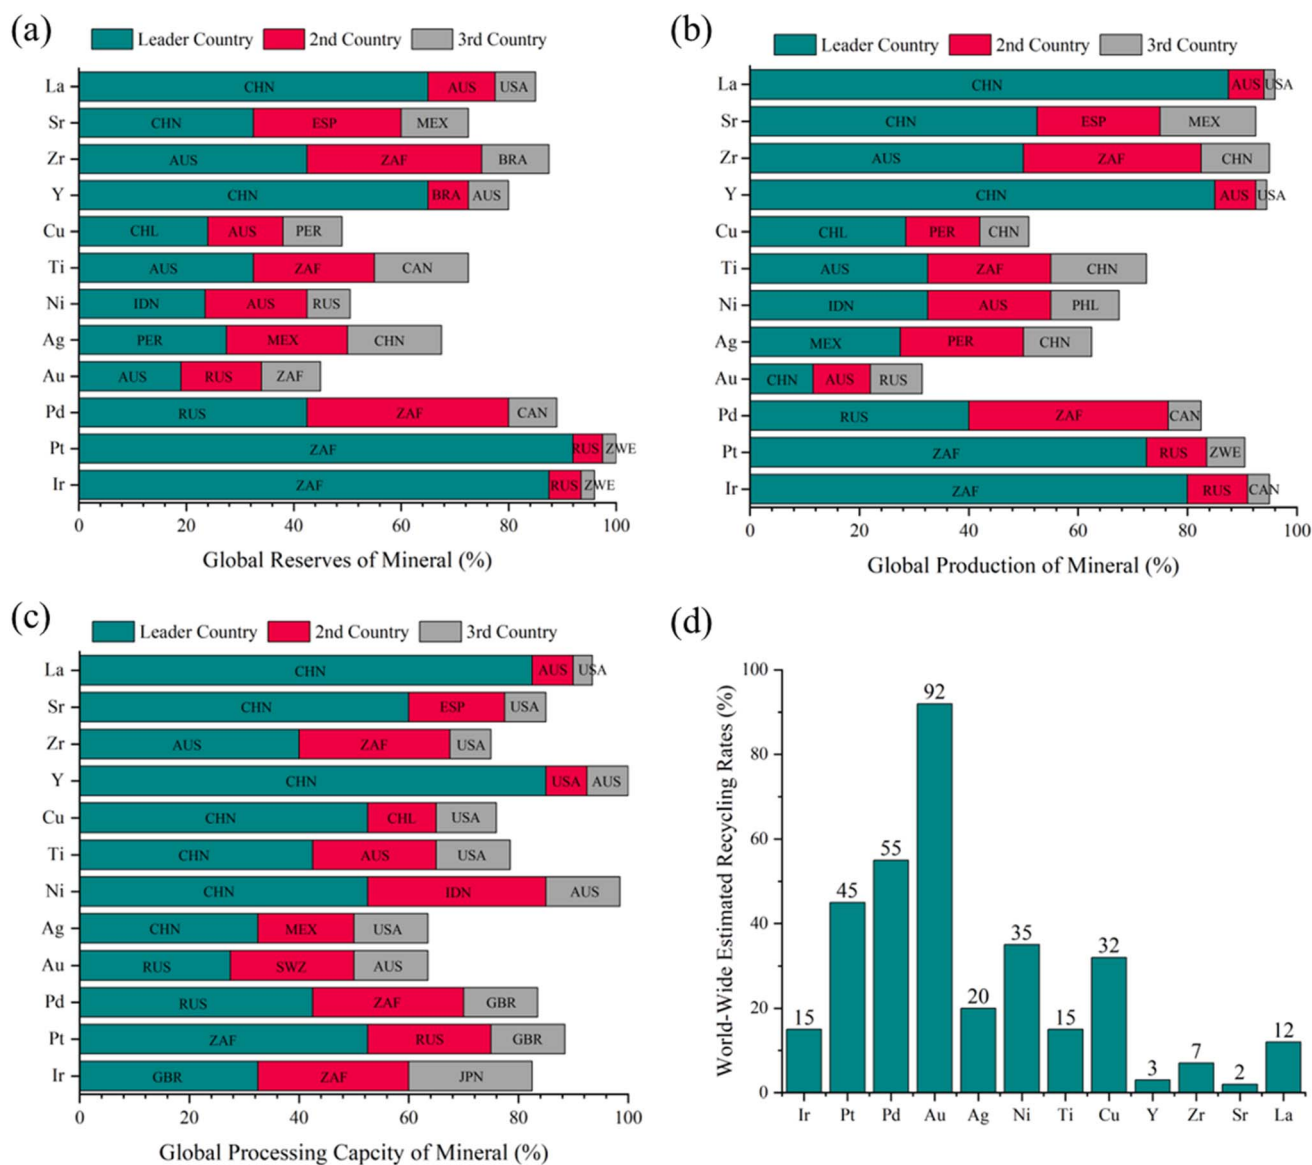 (a)
Leader Country 2nd Country 3rd Country
La CHN AUS USA
Sr CHN ESP MEX
Zr AUS ZAF BRA
Y CHN BRA AUS
Cu CHL AUS PER
Ti AUS ZAF CAN
Ni IDN AUS RUS
Ag PER MEX CHN
Au AUS RUS ZAF
Pd RUS ZAF CAN
Pt ZAF RUS ZWE
Ir ZAF RUS ZWE
0 20 40 60 80 100
Global Reserves of Mineral (%)
(b)
Leader Country 2nd Country 3rd Country
La CHN AUS USA
Sr CHN ESP MEX
Zr AUS ZAF CHN
Y CHN AUS USA
Cu CHL PER CHN
Ti AUS ZAF CHN
Ni IDN AUS PHL
Ag MEX PER CHN
Au CHN AUS RUS
Pd RUS ZAF CAN
Pt ZAF RUS ZWE
Ir ZAF RUS CAN
0 20 40 60 80 100
Global Production of Mineral (%)
(c)
Leader Country 2nd Country 3rd Country
La CHN AUS USA
Sr CHN ESP USA
Zr AUS ZAF USA
Y CHN USA AUS
Cu CHN CHL USA
Ti CHN AUS USA
Ni CHN IDN AUS
Ag CHN MEX USA
Au RUS SWZ AUS
Pd RUS ZAF GBR
Pt ZAF RUS GBR
Ir GBR ZAF JPN
0 20 40 60 80 100
Global Processing Capcity of Mineral (%)
(d)
World-Wide Estimated Recycling Rates (%)
100
80
60
40
20
0
15 45 55 92 20 35 15 32 3 7 2 12
Ir Pt Pd Au Ag Ni Ti Cu Y Zr Sr La